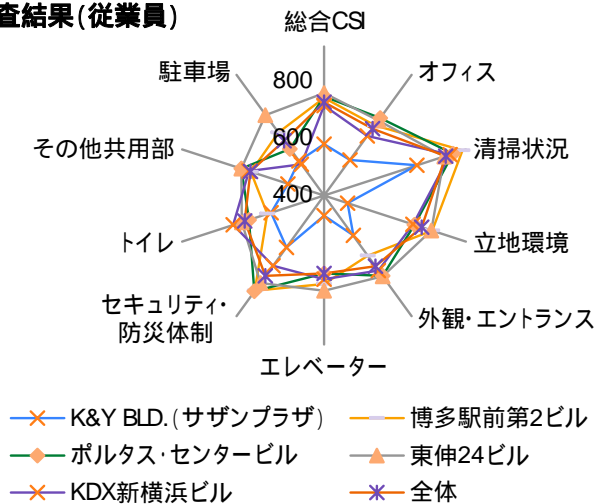 査結果(従業員)
総合CSI
駐車場
オフィス
800
その他共用部
600
清掃状況
400
トイレ
立地環境
セキュリティ・
防災体制
外観・エントランス
エレベーター
K&Y BLD.(サザンプラザ)
博多駅前第2ビル
ポルタス・センタービル
東伸24ビル
KDX新横浜ビル
全体